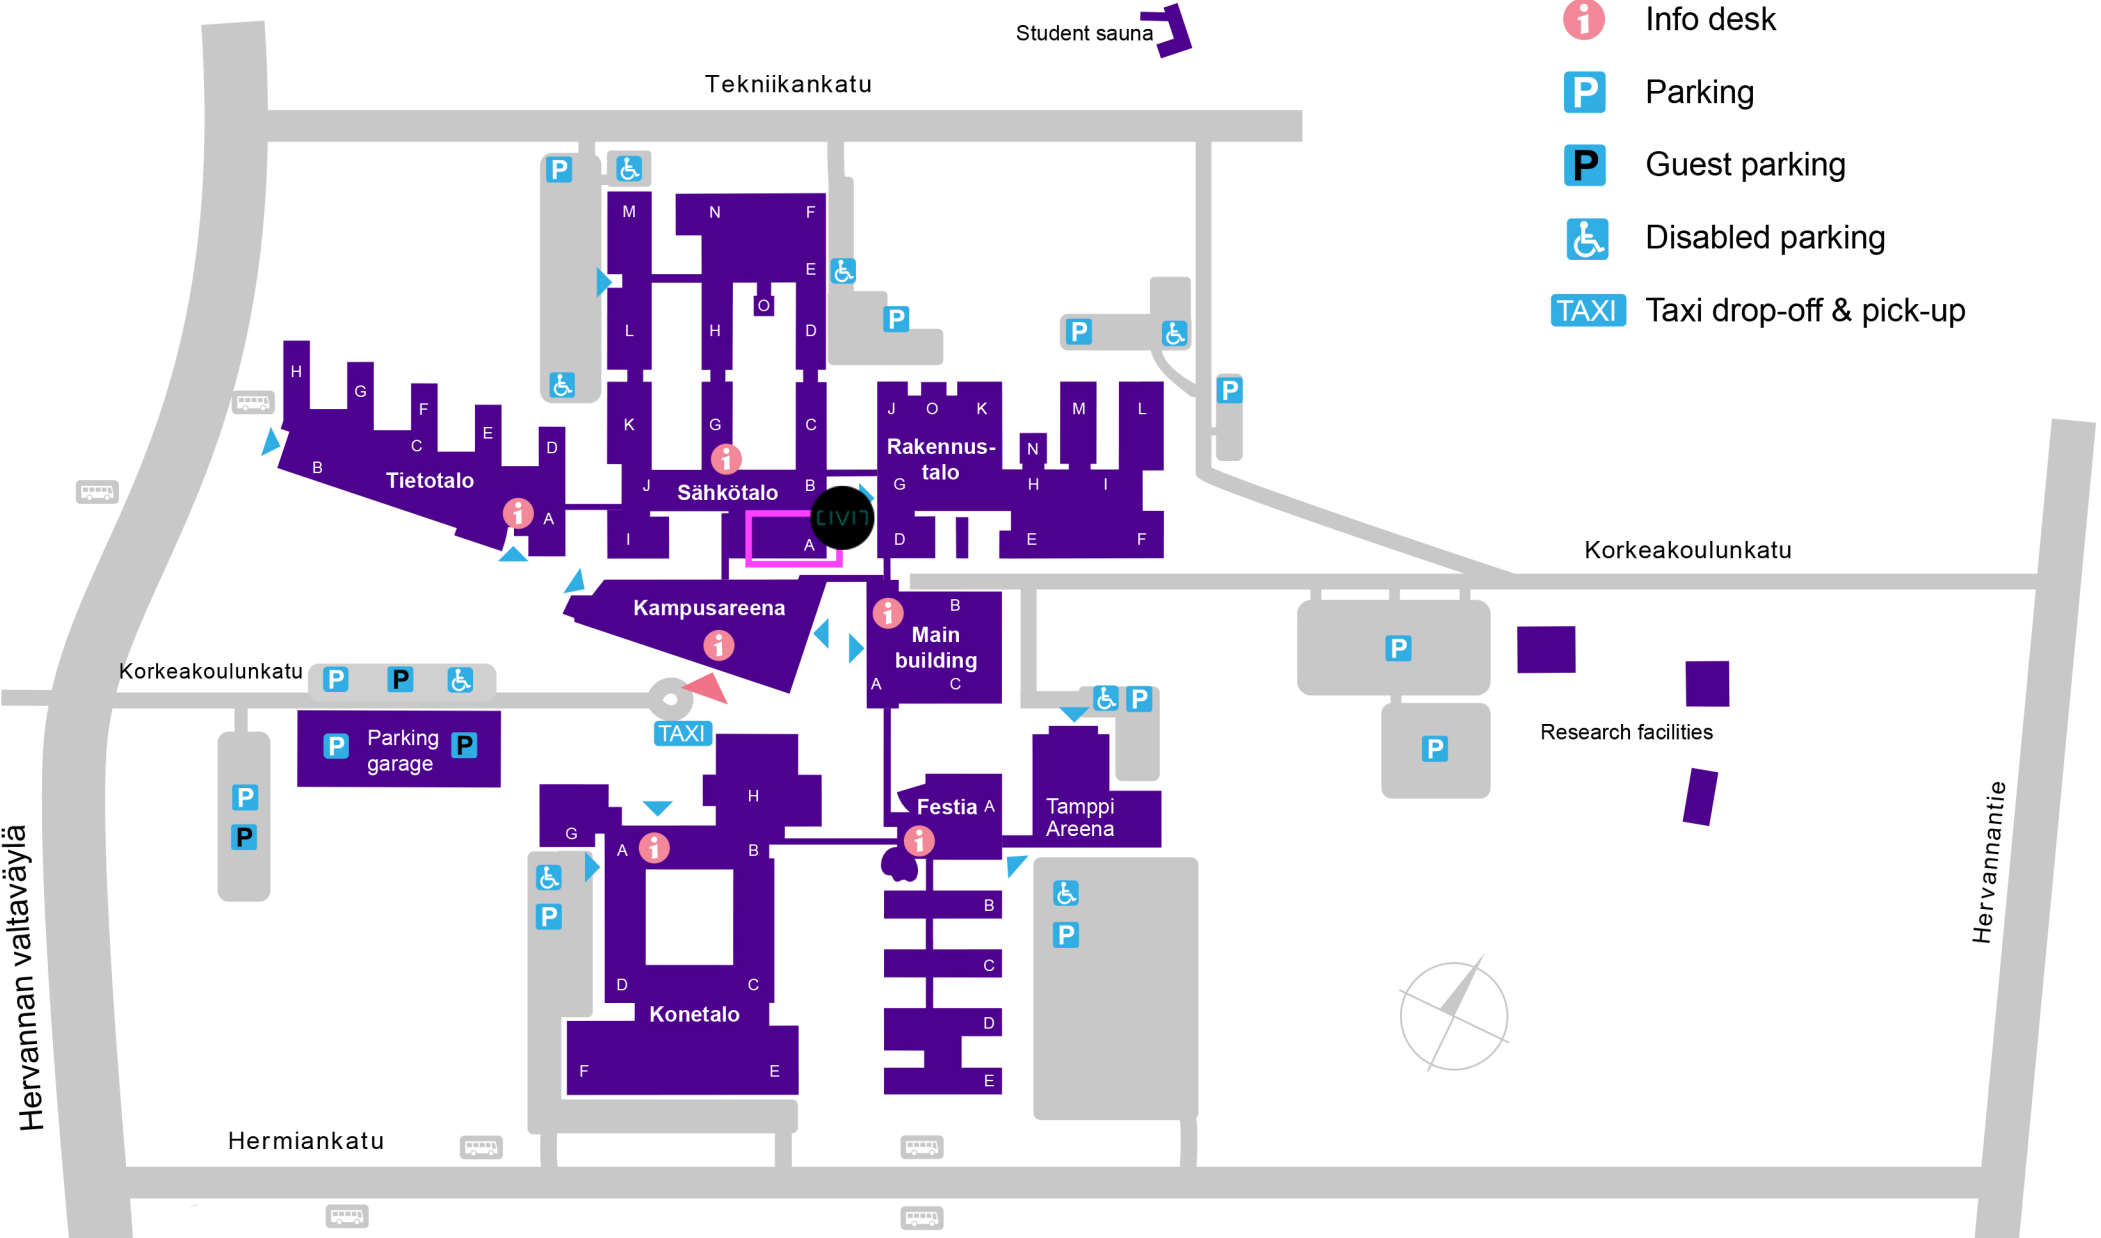 Student sauna
Info desk
Parking
Guest parking
Disabled parking
TAXI
Taxi drop-off & pick-up
Tekniikankatu
P
M
N
F
E
O
L
H
D
P
P
P
H
G
F
E
D
C
B
Tietotalo
A
K
G
C
J
Sähkötalo
B
I
A
CIVIT
J
O
K
M
L
Rakennus-
talo
N
G
H
I
D
E
F
Korkeakoulunkatu
Kampusareena
B
Main
building
A
C
P
Korkeakoulunkatu
P
P
P
Parking
garage
P
TAXI
P
P
Research facilities
P
P
H
G
A
B
Festia
A
Tamppi
Areena
P
P
B
C
D
E
D
C
Konetalo
F
E
Hervannan valtaväylä
Hervannantie
Hermiankatu